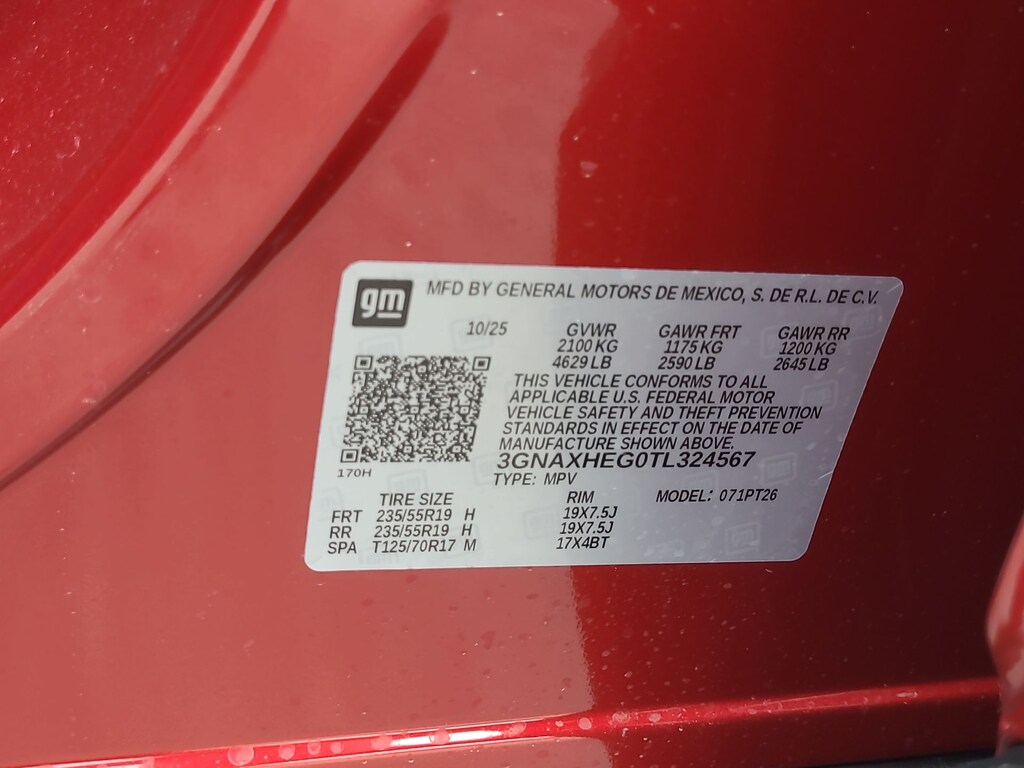 gm
MFD BY GENERAL MOTORS DE MEXICO, S. DE R.L. DE C.V.
10/25 GVWR GAWR FRT GAWR RR
2100 KG 1175 KG 1200 KG
4629 LB 2590 LB 2645 LB
THIS VEHICLE CONFORMS TO ALL
APPLICABLE U.S. FEDERAL MOTOR
VEHICLE SAFETY AND THEFT PREVENTION
STANDARDS IN EFFECT ON THE DATE OF
MANUFACTURE SHOWN ABOVE.
170H
3GNAXHEG0TL324567
TYPE: MPV
TIRE SIZE RIM MODEL: 071PT26
FRT 235/55R19 H 19X7.5J
RR 235/55R19 H 19X7.5J
SPA T125/70R17 M 17X4BT